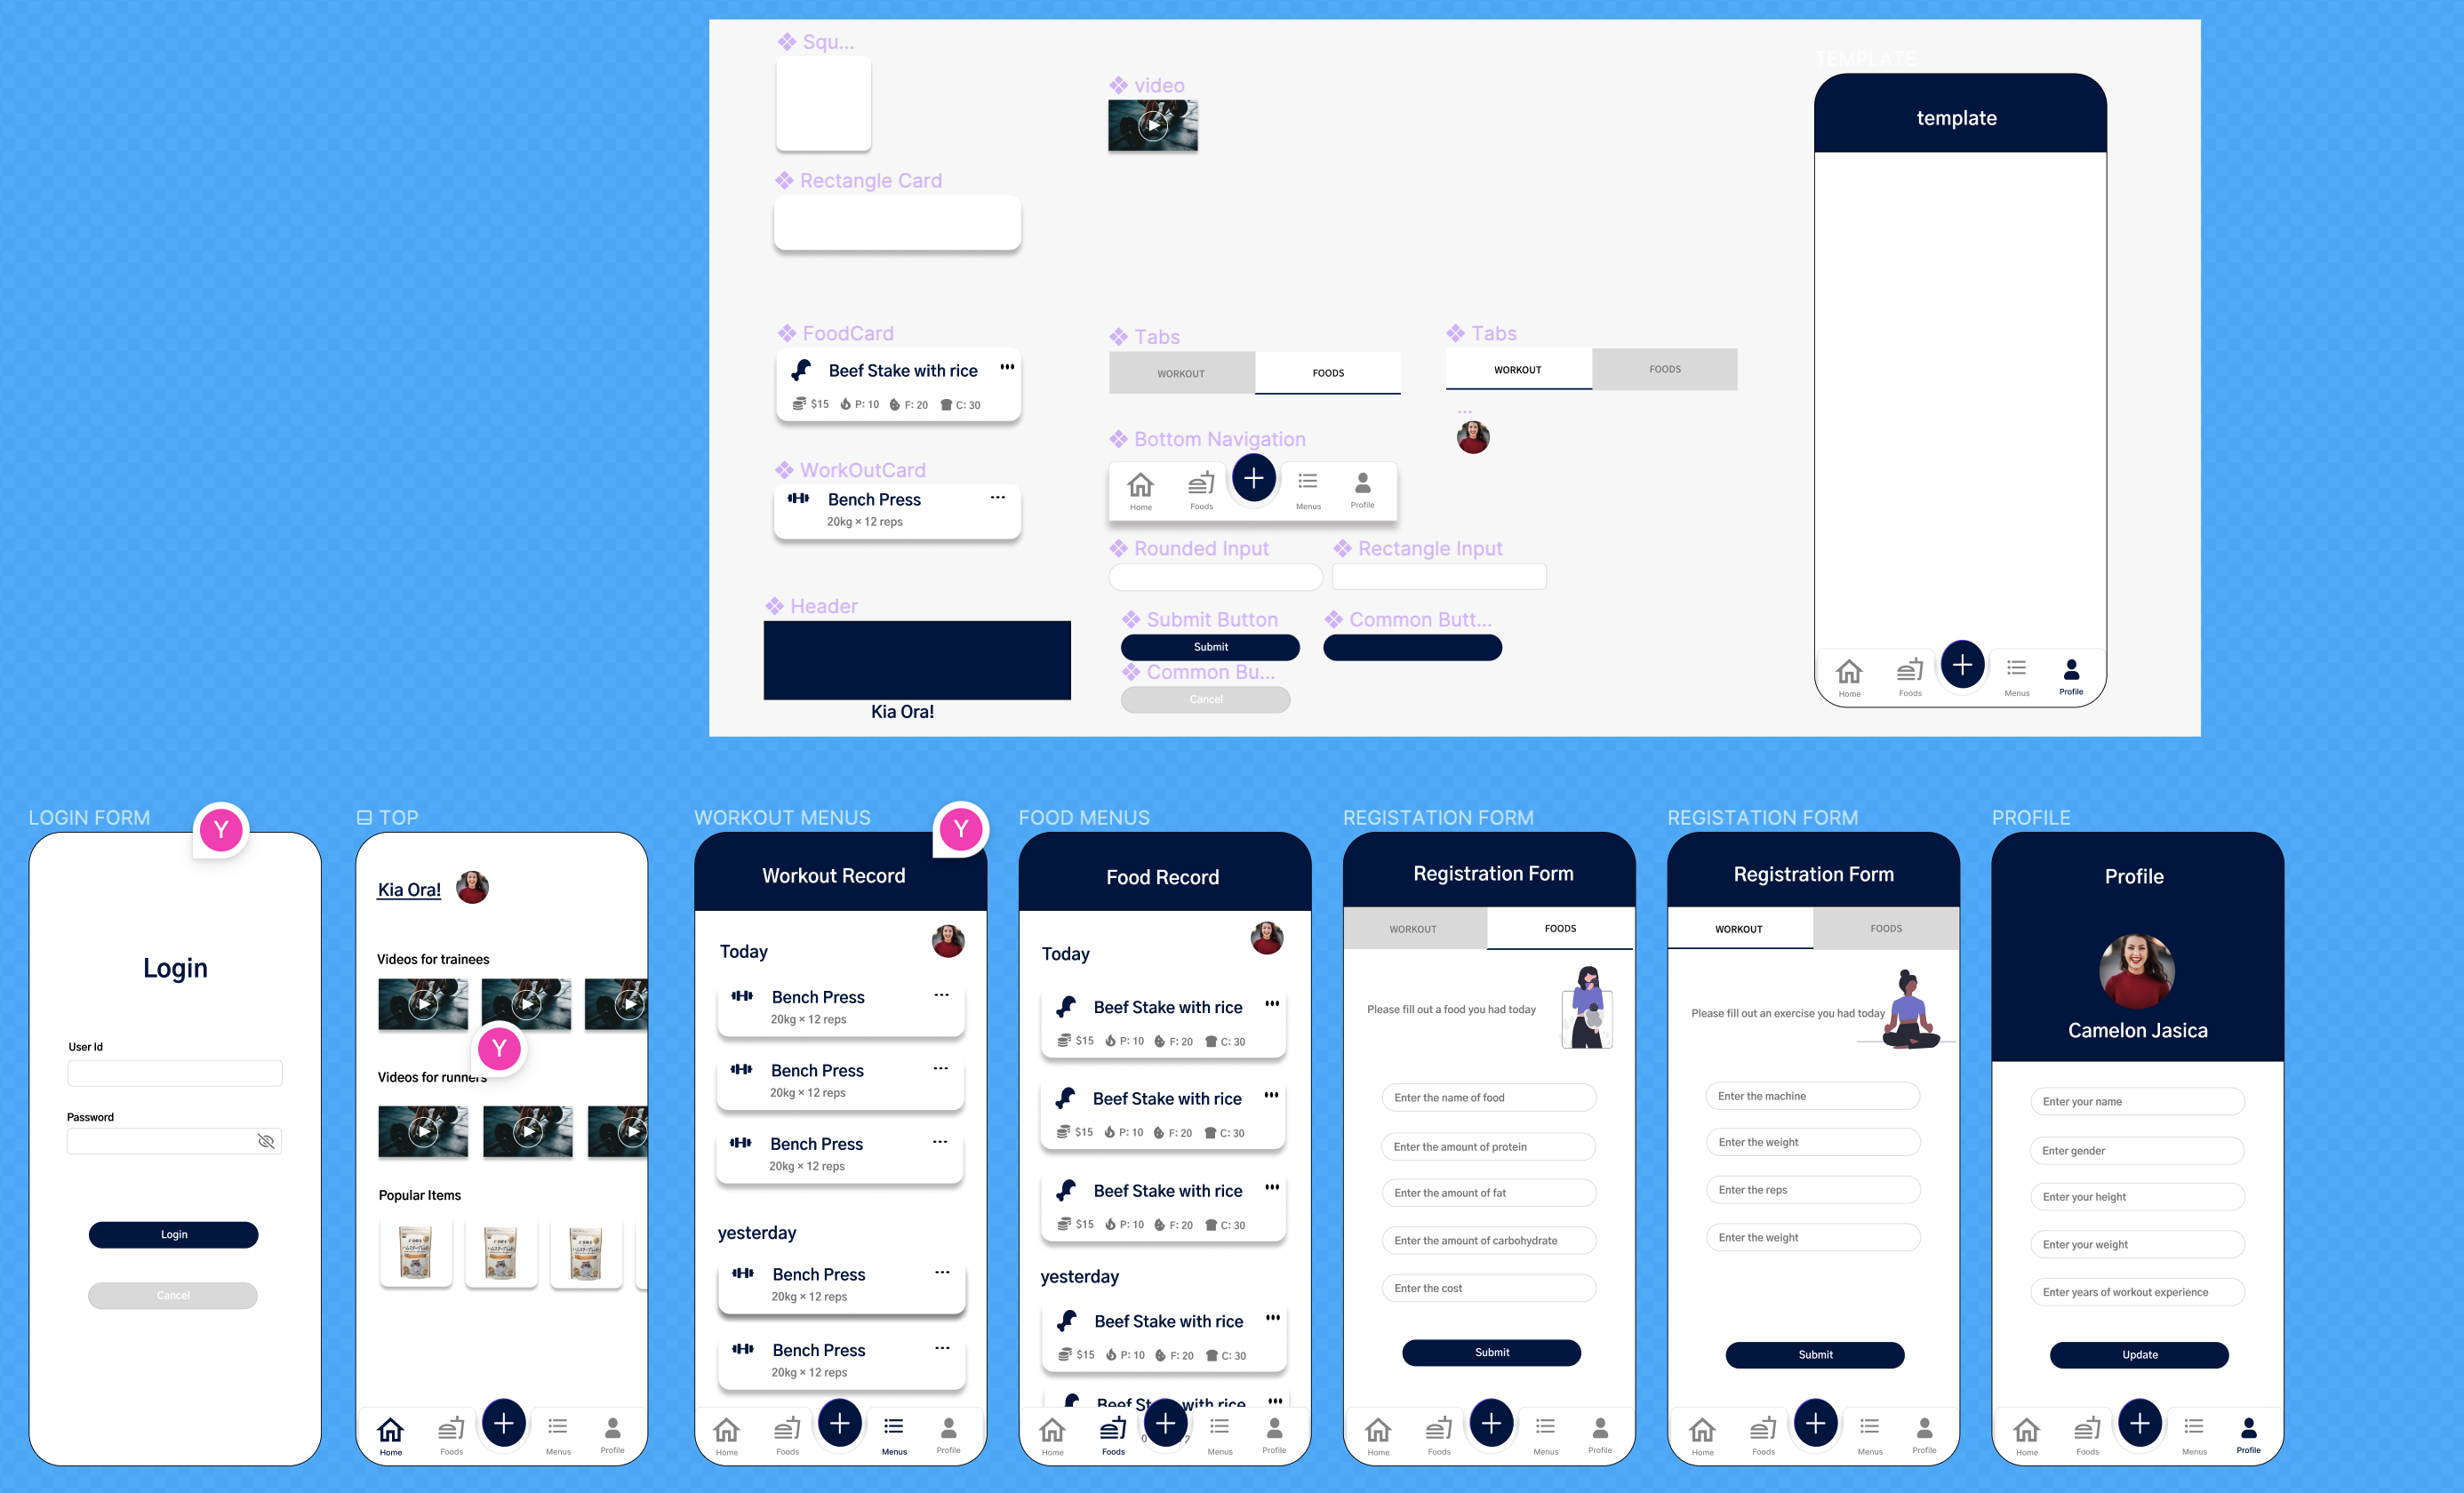 Squ...
video
TEMPLATE
template
Rectangle Card
FoodCard
Beef Stake with rice
$15 P: 10 F: 20 C: 30
Tabs
WORKOUT FOODS
Tabs
WORKOUT FOODS
...
WorkOutCard
Bench Press
20kg × 12 reps
Bottom Navigation
Home Foods Menus Profile
Rounded Input
Rectangle Input
Header
Kia Ora!
Submit Button
Submit
Common Butt...
Common Bu...
Cancel
Home Foods Menus Profile
LOGIN FORM
Y
Login
User Id
Password
Login
Cancel
TOP
Kia Ora!
Videos for trainees
Y
Videos for runners
Popular Items
Home Foods Menus Profile
WORKOUT MENUS
Y
Workout Record
Today
Bench Press
20kg × 12 reps
Bench Press
20kg × 12 reps
Bench Press
20kg × 12 reps
yesterday
Bench Press
20kg × 12 reps
Bench Press
20kg × 12 reps
Home Foods Menus Profile
FOOD MENUS
Food Record
Today
Beef Stake with rice
$15 P: 10 F: 20 C: 30
Beef Stake with rice
$15 P: 10 F: 20 C: 30
Beef Stake with rice
$15 P: 10 F: 20 C: 30
yesterday
Beef Stake with rice
$15 P: 10 F: 20 C: 30
Beef St with rice
Home Foods Menus Profile
REGISTATION FORM
Registration Form
WORKOUT FOODS
Please fill out a food you had today
Enter the name of food
Enter the amount of protein
Enter the amount of fat
Enter the amount of carbohydrate
Enter the cost
Submit
Home Foods Menus Profile
REGISTATION FORM
Registration Form
WORKOUT FOODS
Please fill out an exercise you had today
Enter the machine
Enter the weight
Enter the reps
Enter the weight
Submit
Home Foods Menus Profile
PROFILE
Profile
Camelon Jasica
Enter your name
Enter gender
Enter your height
Enter your weight
Enter years of workout experience
Update
Home Foods Menus Profile